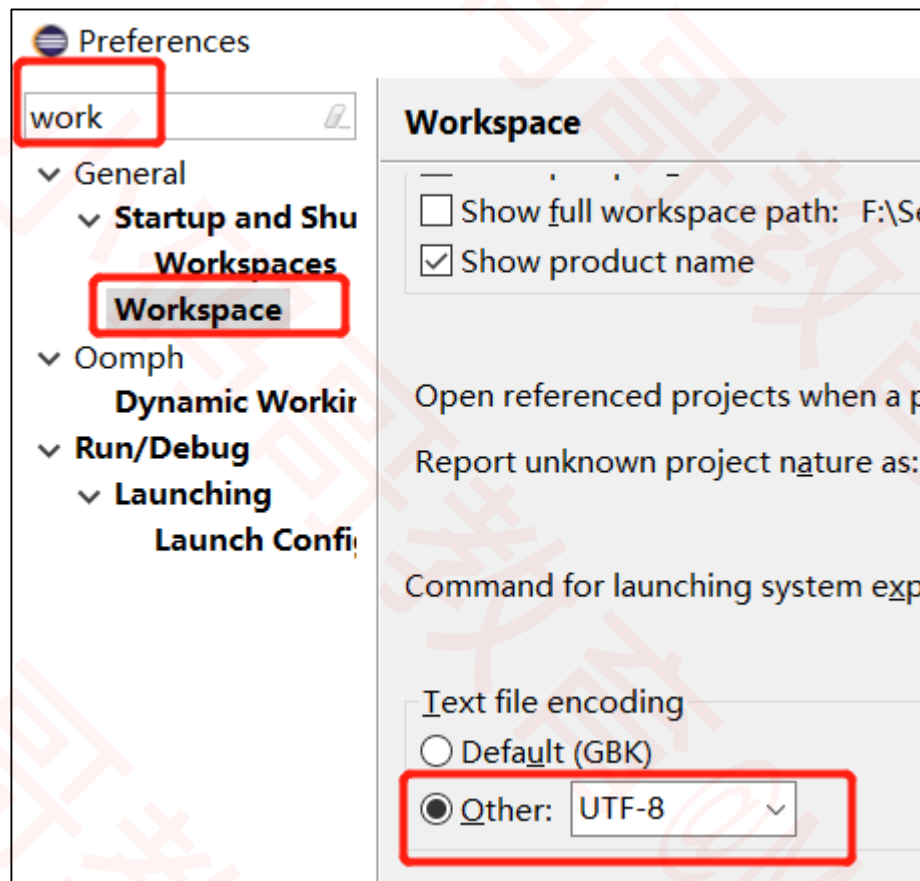 Preferences
work
General
Startup and Shu
Workspaces
Workspace
Oomph
Dynamic Workin
Run/Debug
Launching
Launch Config
Workspace
Show full workspace path: F:\Se
Show product name
Open referenced projects when a p
Report unknown project nature as:
Command for launching system exp
Text file encoding
Default (GBK)
Other: UTF-8